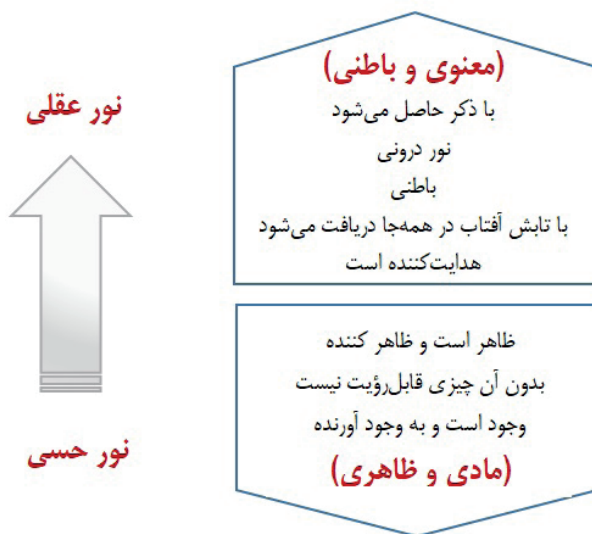 (معنوی و باطنی)
با ذکر حاصل می‌شود
نور درونی
باطنی
با تابش آفتاب در همه‌جا دریافت می‌شود
هدایت‌کننده است
نور عقلی
ظاهر است و ظاهر کننده
بدون آن چیزی قابل‌رؤیت نیست
وجود است و به وجود آورنده
(مادی و ظاهری)
نور حسی